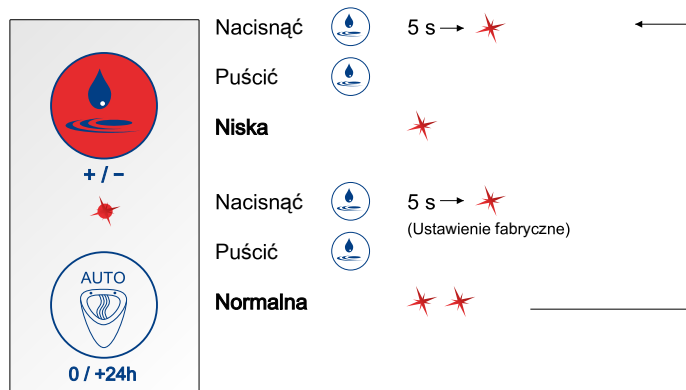 + / −
AUTO
0 / +24h
Nacisnąć 5 s
Puścić
Niska
Nacisnąć 5 s
(Ustawienie fabryczne)
Puścić
Normalna